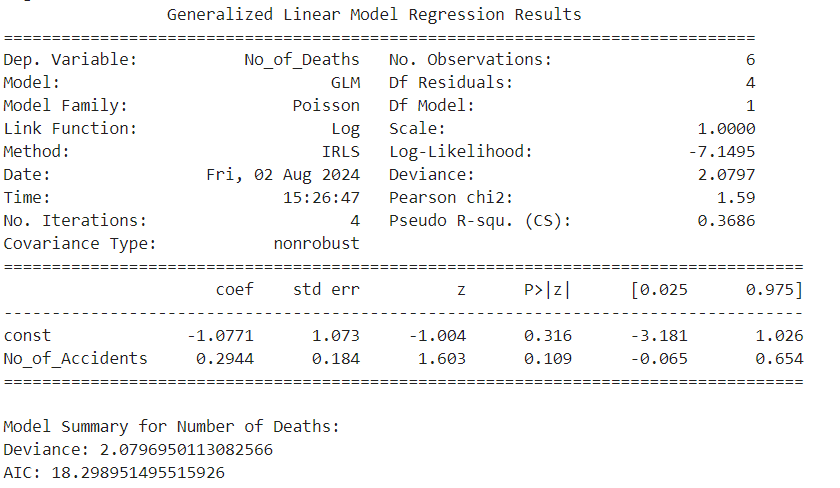 Generalized Linear Model Regression Results
==============================================================================
Dep. Variable:           No_of_Deaths   No. Observations:                    6
Model:                            GLM   Df Residuals:                        4
Model Family:                 Poisson   Df Model:                            1
Link Function:                    Log   Scale:                          1.0000
Method:                          IRLS   Log-Likelihood:                -7.1495
Date:                Fri, 02 Aug 2024   Deviance:                       2.0797
Time:                        15:26:47   Pearson chi2:                     1.59
No. Iterations:                     4   Pseudo R-squ. (CS):             0.3686
Covariance Type:            nonrobust
===================================================================================
                      coef    std err          z      P>|z|      [0.025      0.975]
-----------------------------------------------------------------------------------
const              -1.0771      1.073     -1.004      0.316      -3.181       1.026
No_of_Accidents     0.2944      0.184      1.603      0.109      -0.065       0.654
===================================================================================
Model Summary for Number of Deaths:
Deviance: 2.0796950113082566
AIC: 18.298951495515926